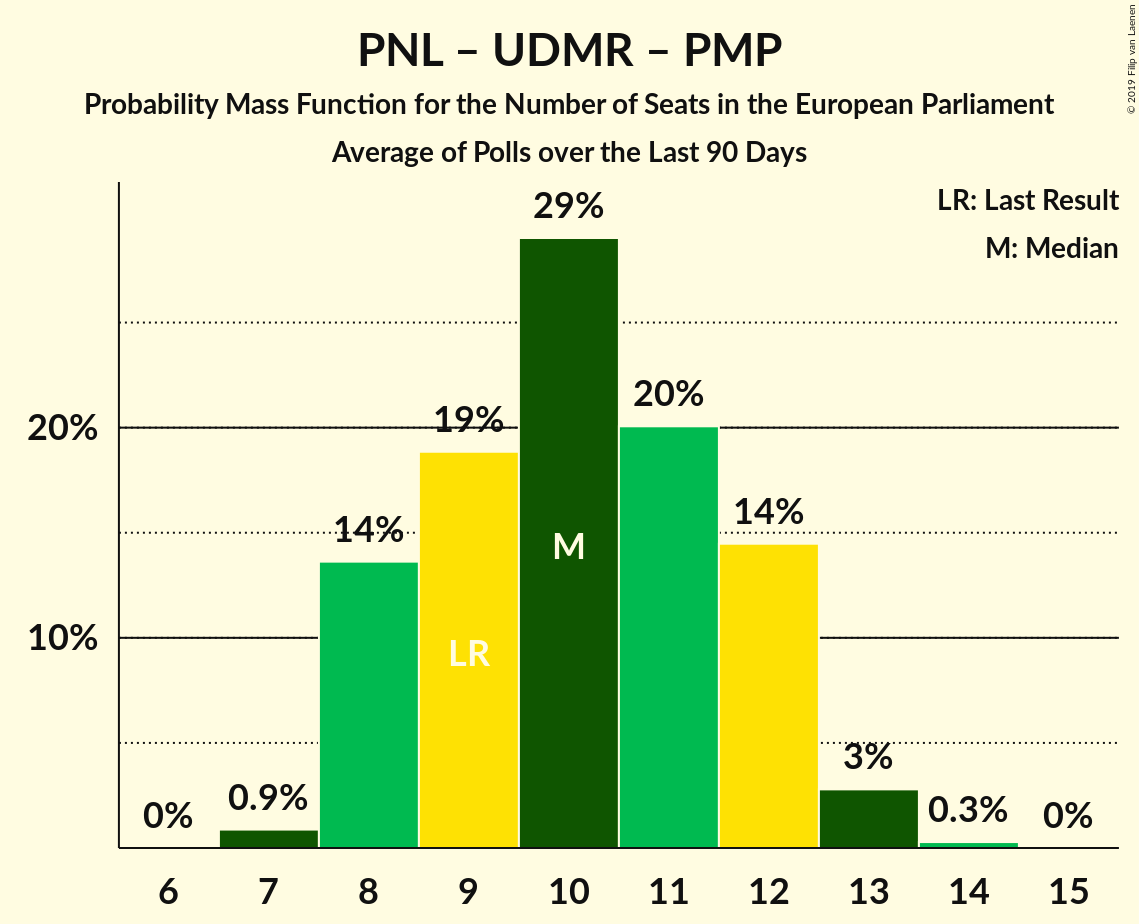 PNL – UDMR – PMP
Probability Mass Function for the Number of Seats in the European Parliament
Average of Polls over the Last 90 Days
© 2019 Filip van Laenen
LR: Last Result
M: Median
20%
10%
0%
0.9%
14%
19%
29%
20%
14%
3%
0.3%
0%
LR
M
6 7 8 9 10 11 12 13 14 15